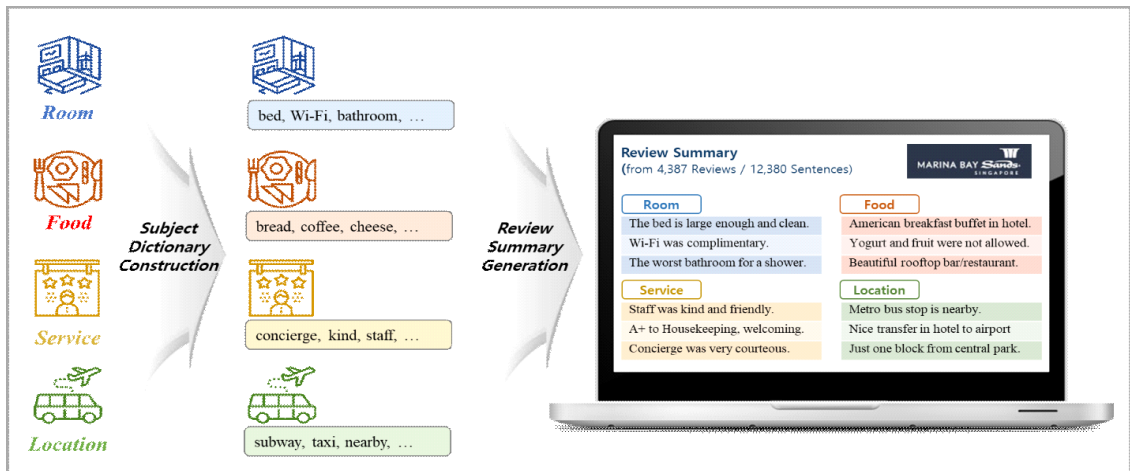 Room
Food
Service
Location
Subject
Dictionary
Construction
bed, Wi-Fi, bathroom, …
bread, coffee, cheese, …
concierge, kind, staff, …
subway, taxi, nearby, …
Review
Summary
Generation
Review Summary
(from 4,387 Reviews / 12,380 Sentences)
MARINA BAY Sands.
SINGAPORE
Room
The bed is large enough and clean.
Wi-Fi was complimentary.
The worst bathroom for a shower.
Food
American breakfast buffet in hotel.
Yogurt and fruit were not allowed.
Beautiful rooftop bar/restaurant.
Service
Staff was kind and friendly.
A+ to Housekeeping, welcoming.
Concierge was very courteous.
Location
Metro bus stop is nearby.
Nice transfer in hotel to airport
Just one block from central park.